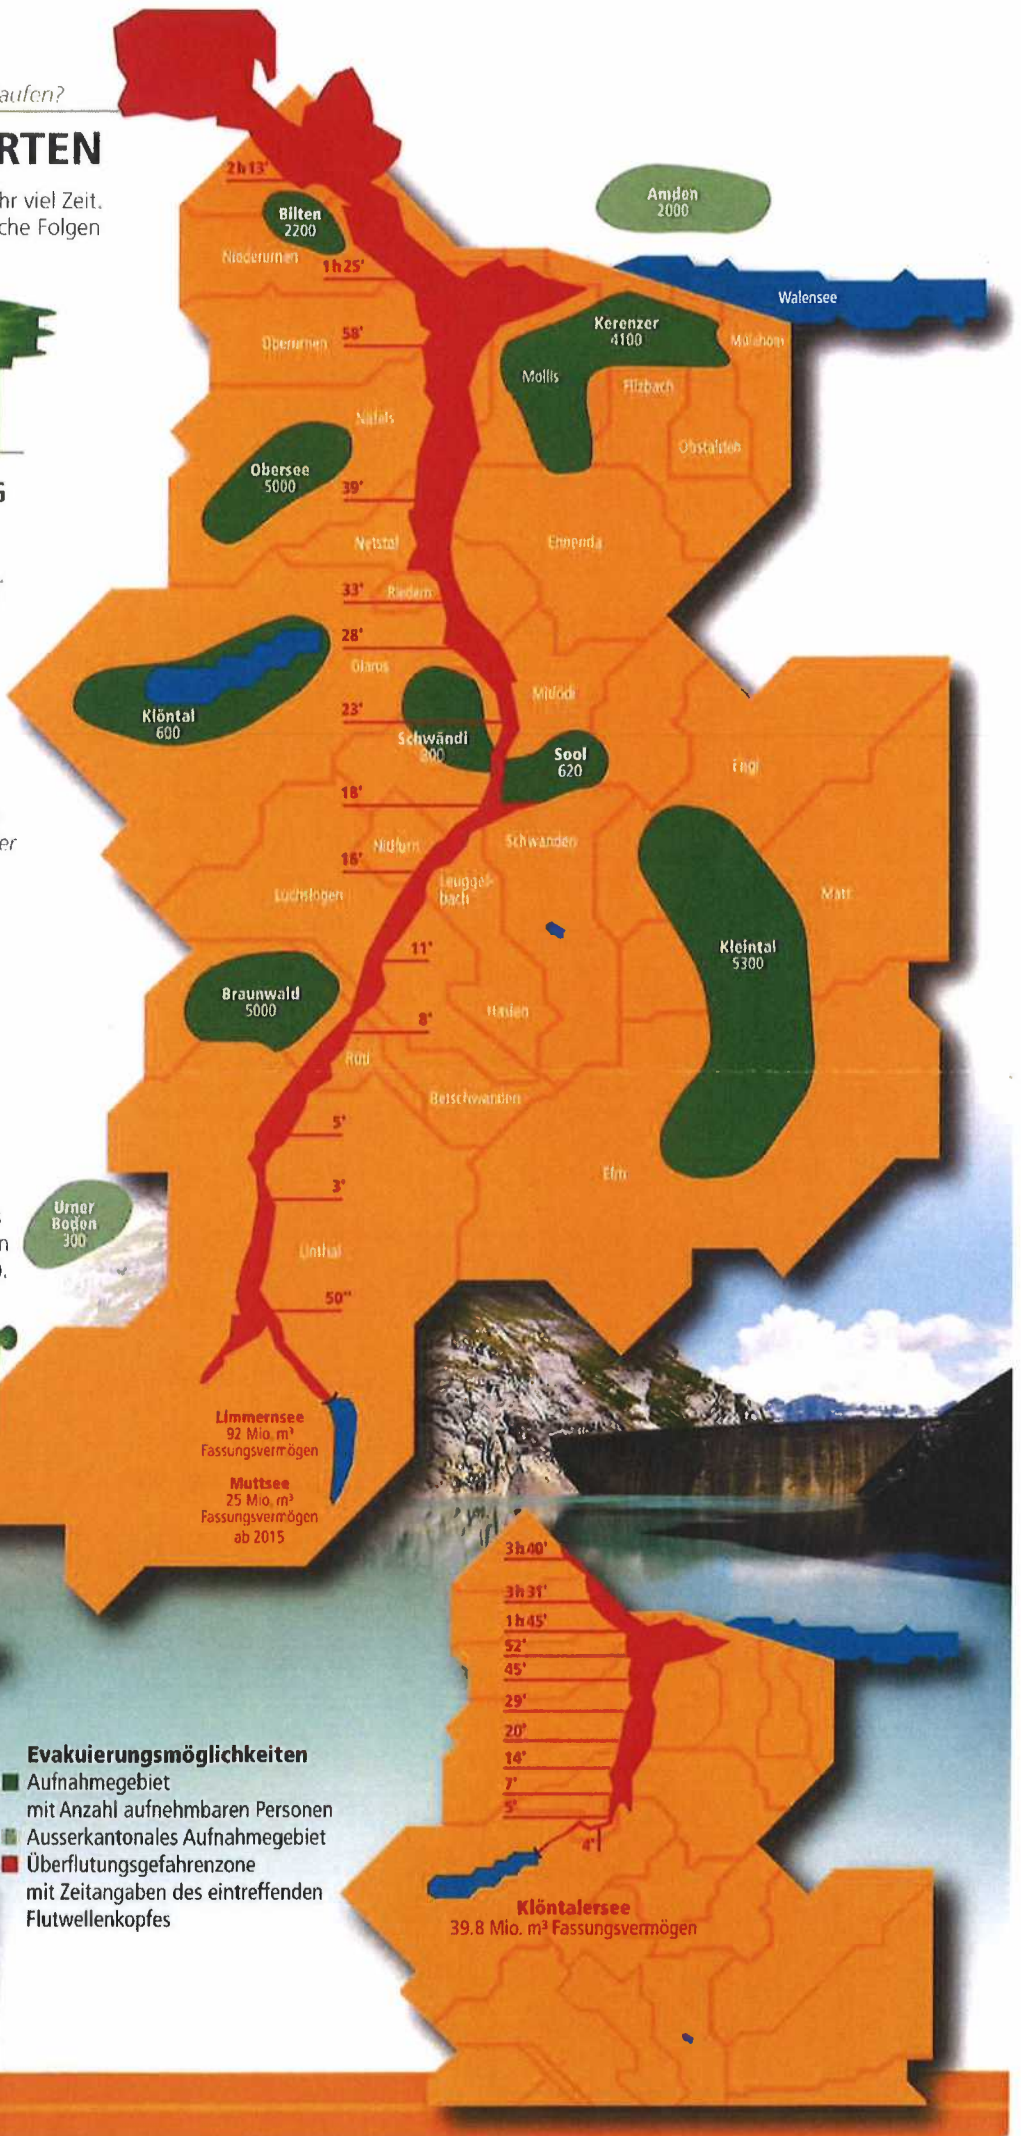 aufen?
RTEN
hr viel Zeit.
che Folgen
er
n
2h13'
Bilten
2200
Niederurnen
1h25'
Amden
2000
Walensee
Kerenzer
4100
Mollis
Mülehorn
Filzbach
Obstalden
Oberurnen
58'
Näfels
Obersee
5000
39'
Netstal
Ennenda
33'
Riedern
28'
Glarus
Klöntal
600
23'
Schwändi
Mitlödi
Sool
620
Engi
18'
Nidfurn
Schwanden
16'
Luchsingen
Leuggel-
bach
Matt
11'
Kleintal
5300
Braunwald
5000
Haslen
8'
Rüti
Betschwanden
5'
3'
Elm
Urner
Boden
300
Linthal
50"
Limmernsee
92 Mio. m³
Fassungsvermögen
Muttsee
25 Mio. m³
Fassungsvermögen
ab 2015
3h40'
3h31'
1h45'
52'
45'
29'
20'
14'
7'
5'
4'
Klöntalersee
39.8 Mio. m³ Fassungsvermögen
Evakuierungsmöglichkeiten
Aufnahmegebiet
mit Anzahl aufnehmbaren Personen
Ausserkantonales Aufnahmegebiet
Überflutungsgefahrenzone
mit Zeitangaben des eintreffenden
Flutwellenkopfes